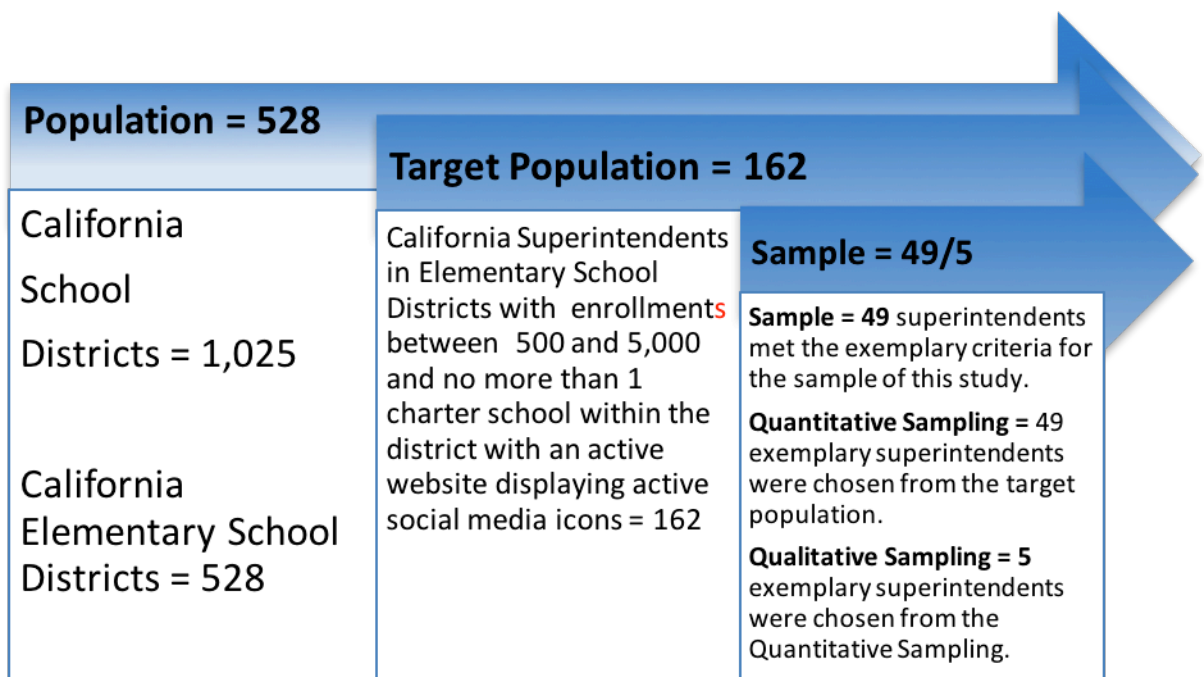 Population = 528
California
School
Districts = 1,025
California
Elementary School
Districts = 528
Target Population = 162
California Superintendents
in Elementary School
Districts with enrollments
between 500 and 5,000
and no more than 1
charter school within the
district with an active
website displaying active
social media icons = 162
Sample = 49/5
Sample = 49 superintendents
met the exemplary criteria for
the sample of this study.
Quantitative Sampling = 49
exemplary superintendents
were chosen from the target
population.
Qualitative Sampling = 5
exemplary superintendents
were chosen from the
Quantitative Sampling.